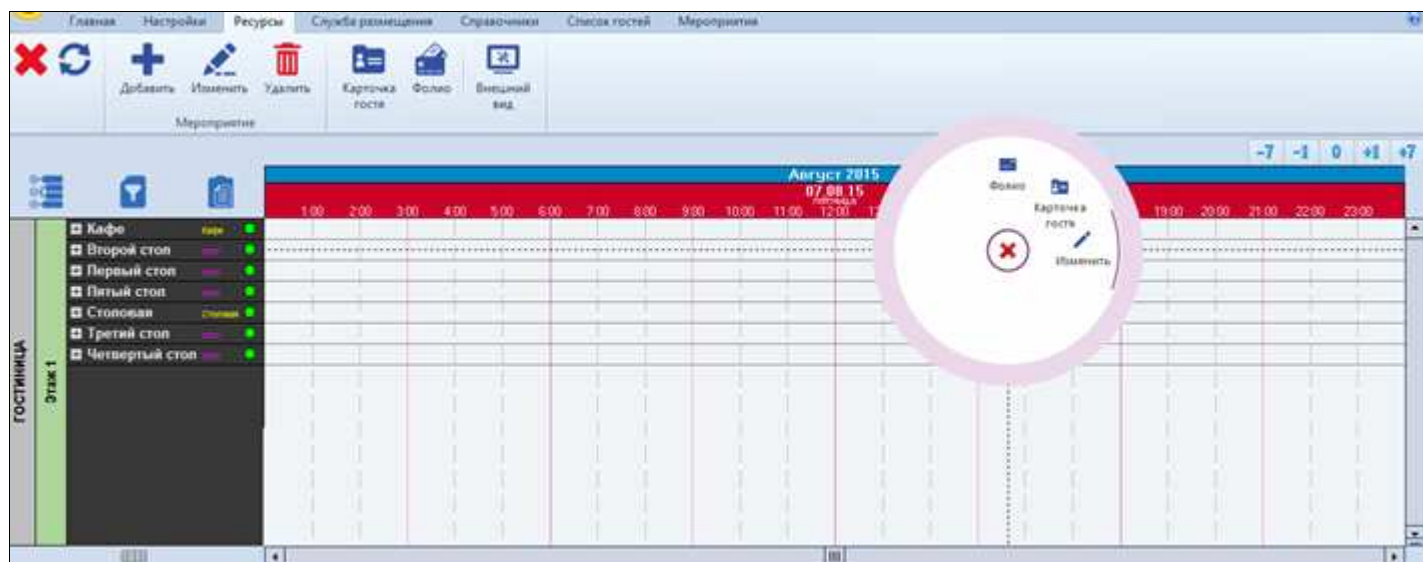 Главная Настройки Ресурсы Служба размещения Справочники Список гостей Мероприятия
Добавить Изменить Удалить Карточка гостя Фолио Внешний вид
Мероприятие
-7 -1 0 +1 +7
Август 2015
07.08.15
пятница
1:00 2:00 3:00 4:00 5:00 6:00 7:00 8:00 9:00 10:00 11:00 12:00 19:00 20:00 21:00 22:00 23:00
Фолио
Карточка
гостя
Изменить
ГОСТИНИЦА
Этаж 1
Кафе Кафе
Второй стол
Первый стол
Пятый стол
Столовая Столовая
Третий стол
Четвертый стол